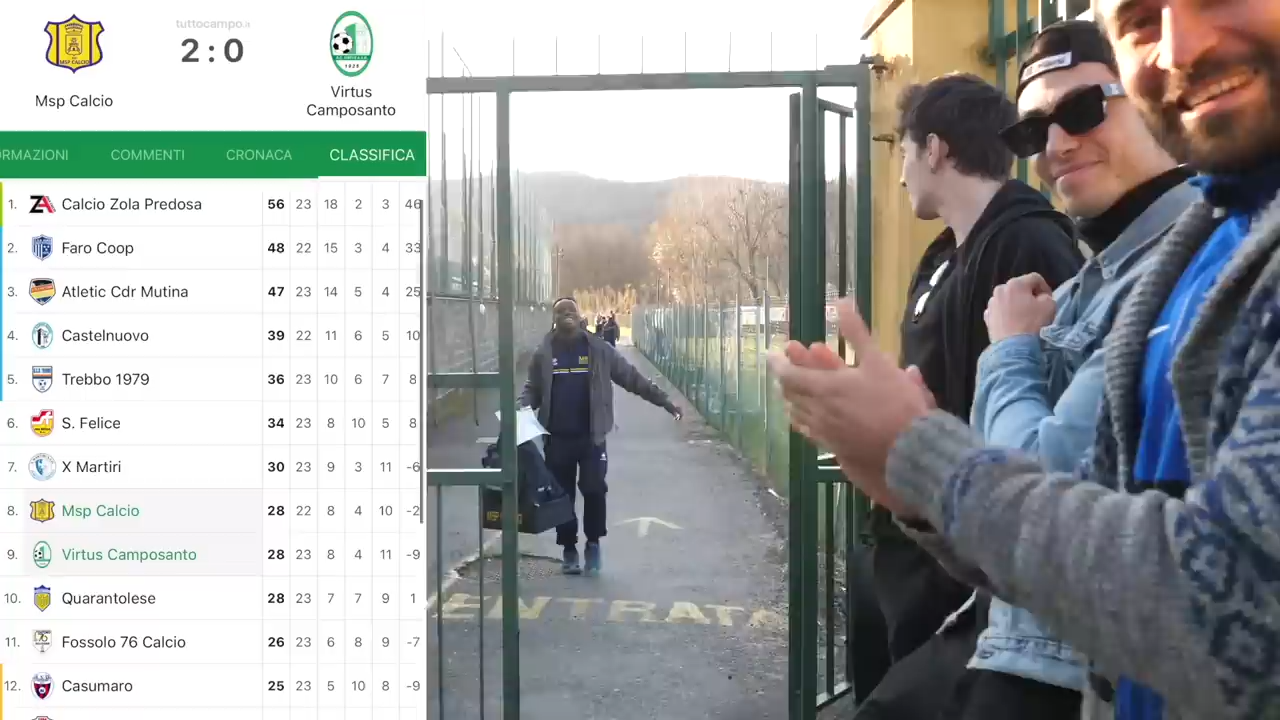 tuttocampo.it
2 : 0
Msp Calcio
Virtus
Camposanto
RMAZIONI COMMENTI CRONACA CLASSIFICA
1. Calcio Zola Predosa 56 23 18 2 3 46
2. Faro Coop 48 22 15 3 4 33
3. Atletic Cdr Mutina 47 23 14 5 4 25
4. Castelnuovo 39 22 11 6 5 10
5. Trebbo 1979 36 23 10 6 7 8
6. S. Felice 34 23 8 10 5 8
7. X Martiri 30 23 9 3 11 -6
8. Msp Calcio 28 22 8 4 10 -2
9. Virtus Camposanto 28 23 8 4 11 -9
10. Quarantolese 28 23 7 7 9 1
11. Fossolo 76 Calcio 26 23 6 8 9 -7
12. Casumaro 25 23 5 10 8 -9
MSP CALCIO
ENTRATA